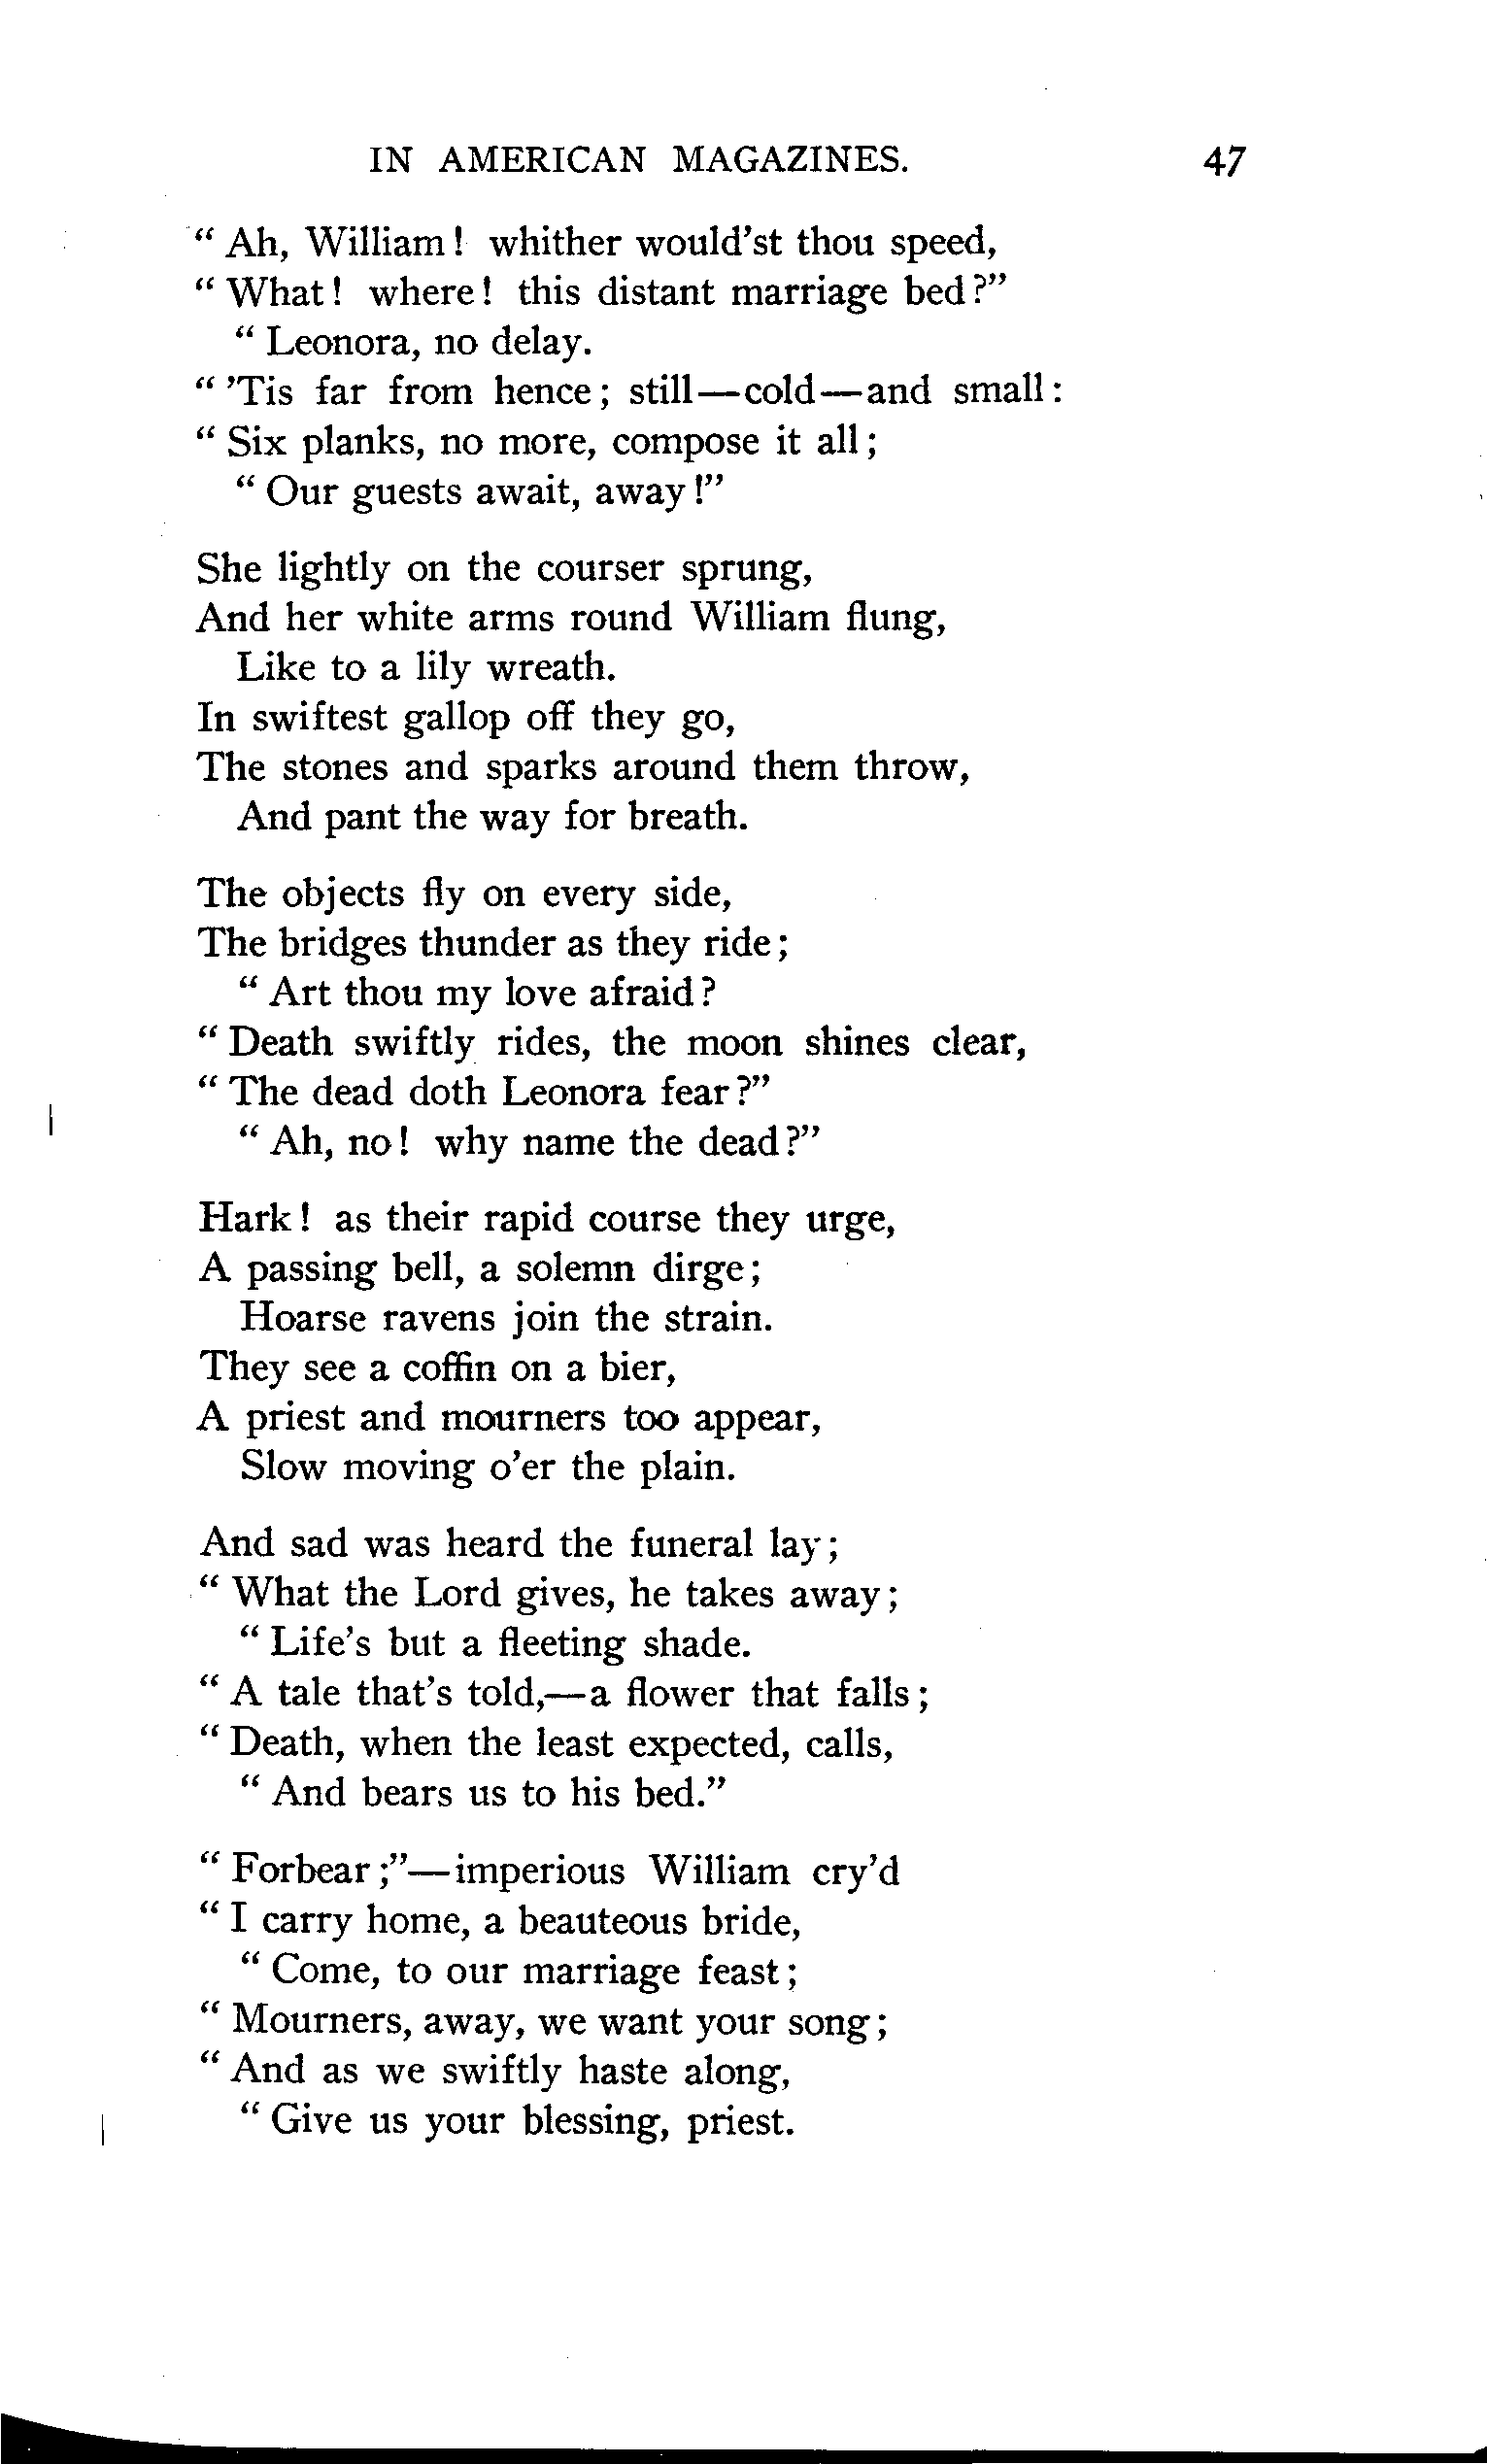 IN AMERICAN MAGAZINES. 47
" Ah, William! whither would'st thou speed,
" What! where! this distant marriage bed?"
" Leonora, no delay.
" 'Tis far from hence; still—cold—and small:
" Six planks, no more, compose it all;
" Our guests await, away!"
She lightly on the courser sprung,
And her white arms round William flung,
Like to a lily wreath.
In swiftest gallop off they go,
The stones and sparks around them throw,
And pant the way for breath.
The objects fly on every side,
The bridges thunder as they ride;
" Art thou my love afraid?
" Death swiftly rides, the moon shines clear,
" The dead doth Leonora fear?"
" Ah, no! why name the dead?"
Hark! as their rapid course they urge,
A passing bell, a solemn dirge;
Hoarse ravens join the strain.
They see a coffin on a bier,
A priest and mourners too appear,
Slow moving o'er the plain.
And sad was heard the funeral lay;
" What the Lord gives, he takes away;
" Life's but a fleeting shade.
" A tale that's told,—a flower that falls;
" Death, when the least expected, calls,
" And bears us to his bed."
" Forbear;"—imperious William cry'd
" I carry home, a beauteous bride,
" Come, to our marriage feast;
" Mourners, away, we want your song;
" And as we swiftly haste along,
" Give us your blessing, priest.